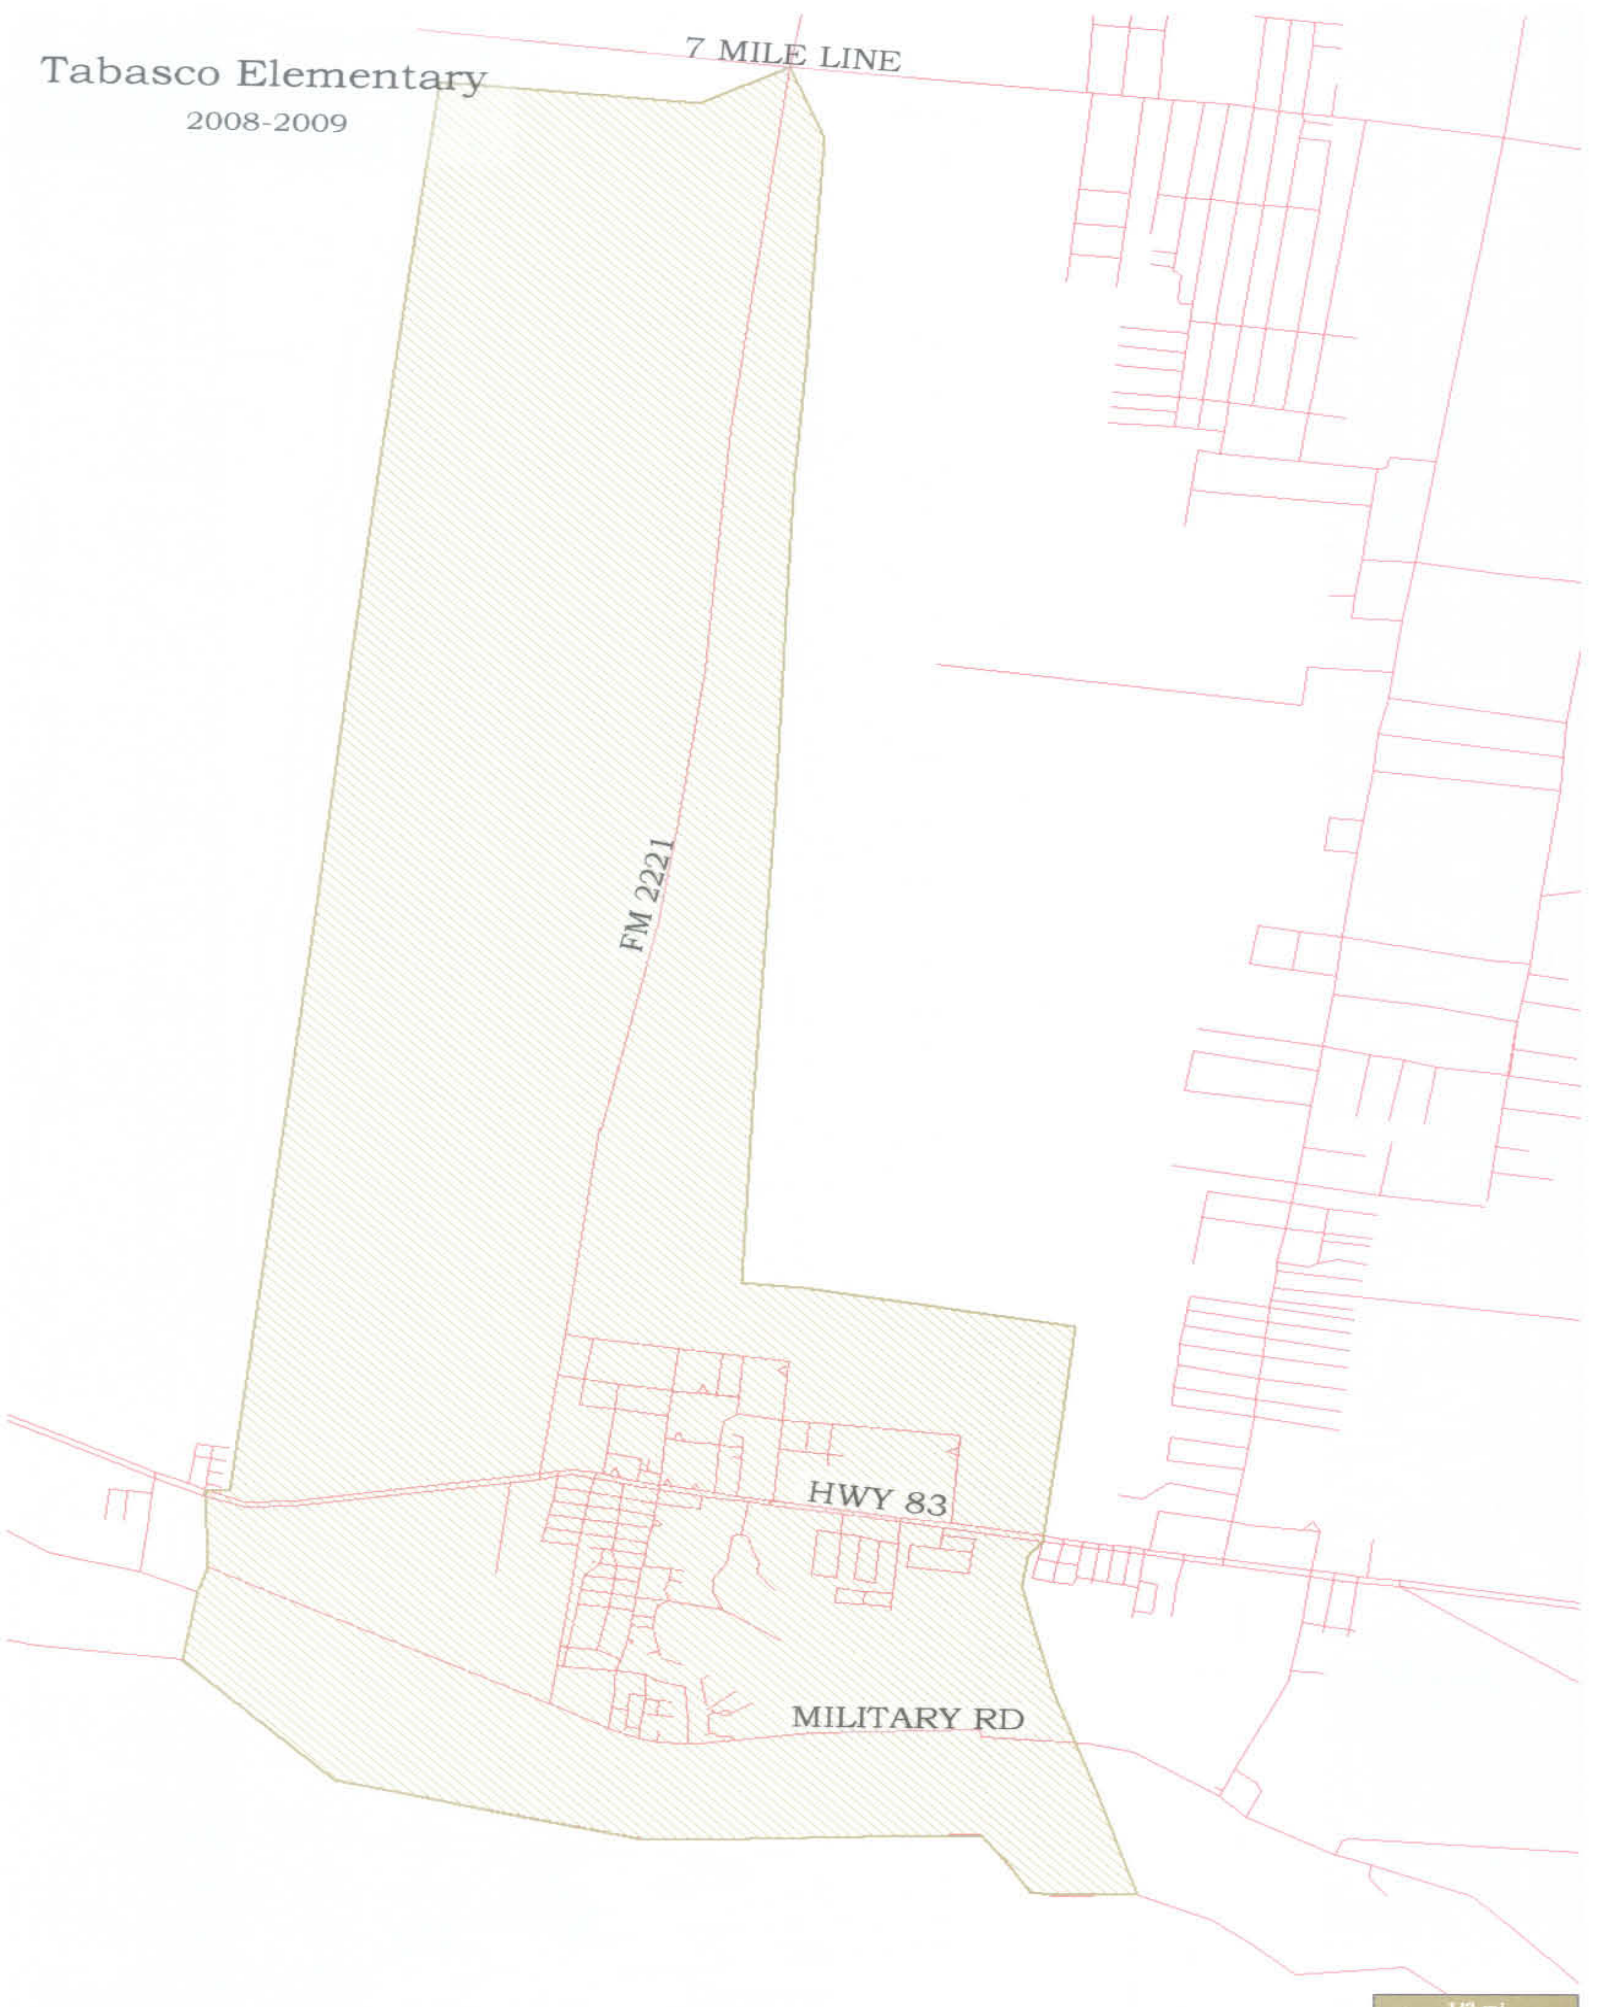 7 MILE LINE
Tabasco Elementary
2008-2009
FM 2221
HWY 83
MILITARY RD